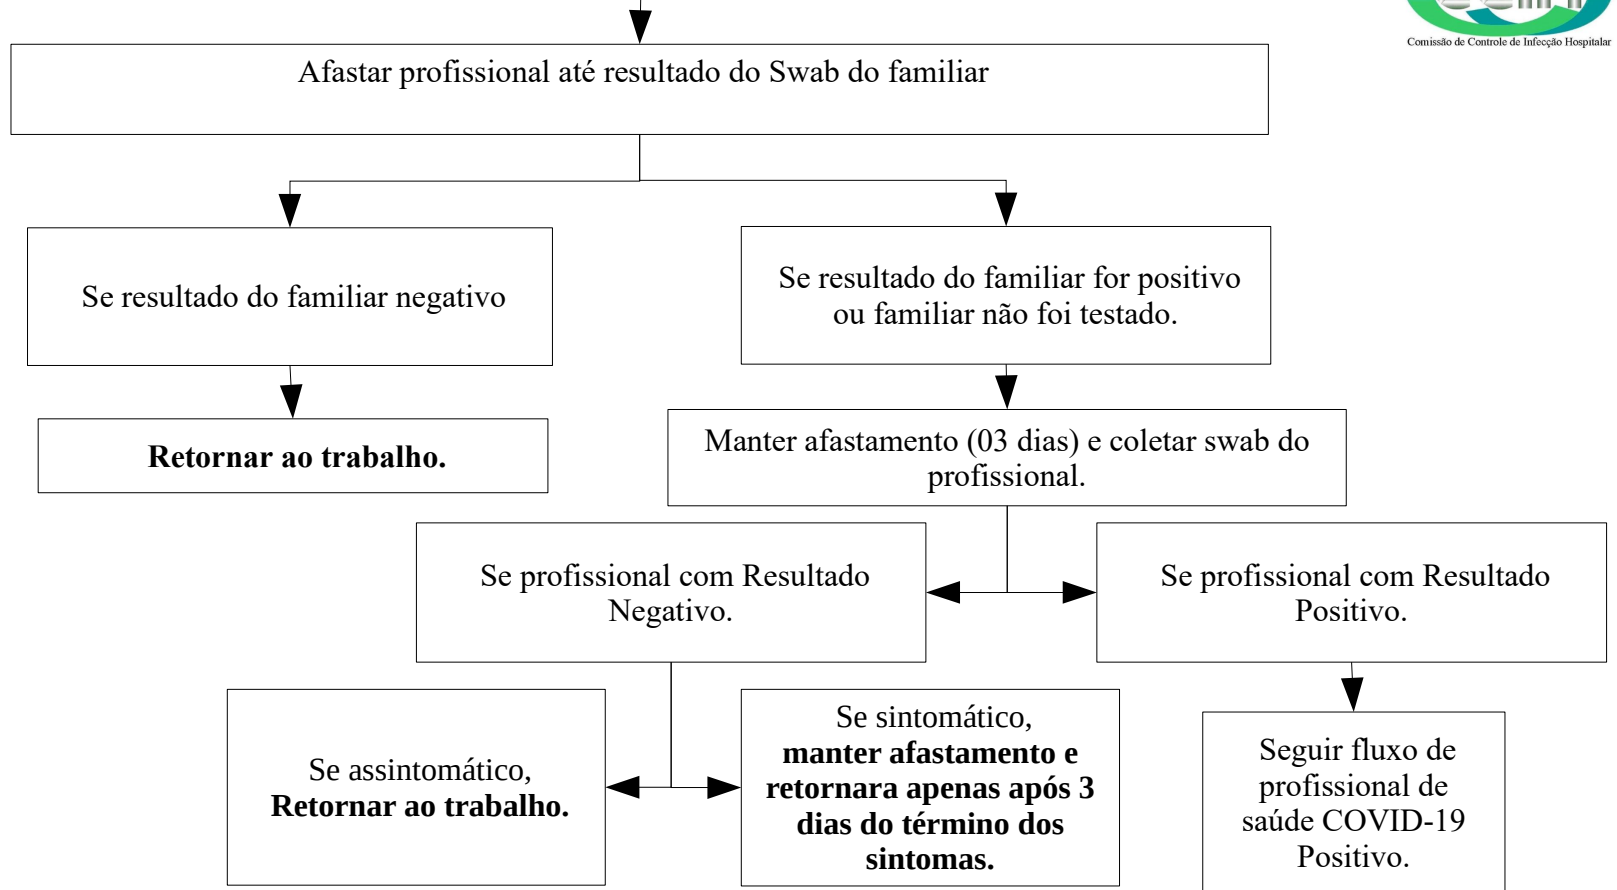 Comissão de Controle de Infecção Hospitalar
Afastar profissional até resultado do Swab do familiar
Se resultado do familiar negativo
Se resultado do familiar for positivo
ou familiar não foi testado.
Retornar ao trabalho.
Manter afastamento (03 dias) e coletar swab do
profissional.
Se profissional com Resultado
Negativo.
Se profissional com Resultado
Positivo.
Se assintomático,
Retornar ao trabalho.
Se sintomático,
manter afastamento e
retornara apenas após 3
dias do término dos
sintomas.
Seguir fluxo de
profissional de
saúde COVID-19
Positivo.